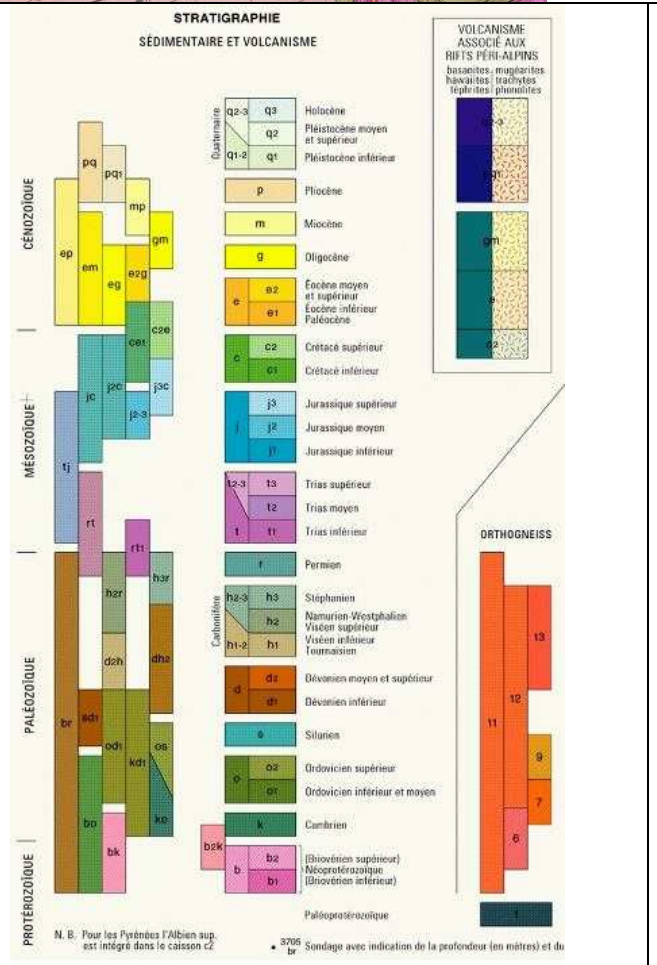 STRATIGRAPHIE
SÉDIMENTAIRE ET VOLCANISME
VOLCANISME
ASSOCIÉ AUX
RIFTS PÉRI-ALPINS
basanites mugéarites
hawaïites trachytes
téphrites phonolites
q2-3
pq1
gm
e
c2
CÉNOZOÏQUE
MÉSOZOÏQUE
PALÉOZOÏQUE
PROTÉROZOÏQUE
pq
pq1
mp
gm
ep
em
eg
e2g
ce1
c2e
jc
j2c
j2-3
j3c
tj
rt
rt1
h3r
h2r
d2h
dh2
br
sd1
od1
kd1
os
ko
bo
bk
b2k
Quaternaire
q2-3 q3 Holocène
q2 Pléistocène moyen
et supérieur
q1-2 q1 Pléistocène inférieur
p Pliocène
m Miocène
g Oligocène
e e2 Éocène moyen
et supérieur
e1 Éocène inférieur
Paléocène
c c2 Crétacé supérieur
c1 Crétacé inférieur
j j3 Jurassique supérieur
j2 Jurassique moyen
j1 Jurassique inférieur
t2-3 t3 Trias supérieur
t2 Trias moyen
t t1 Trias inférieur
r Permien
Carbonifère
h2-3 h3 Stéphanien
h2 Namurien-Westphalien
Viséen supérieur
h1-2 h1 Viséen inférieur
Tournaisien
d d2 Dévonien moyen et supérieur
d1 Dévonien inférieur
s Silurien
o o2 Ordovicien supérieur
o1 Ordovicien inférieur et moyen
k Cambrien
b b2 (Briovérien supérieur)
Néoprotérozoïque
b1 (Briovérien inférieur)
Paléoprotérozoïque
ORTHOGNEISS
13
12
11
9
7
6
1
N. B. Pour les Pyrénées l'Albien sup.
est intégré dans le caisson c2
3705
br Sondage avec indication de la profondeur (en mètres) et du